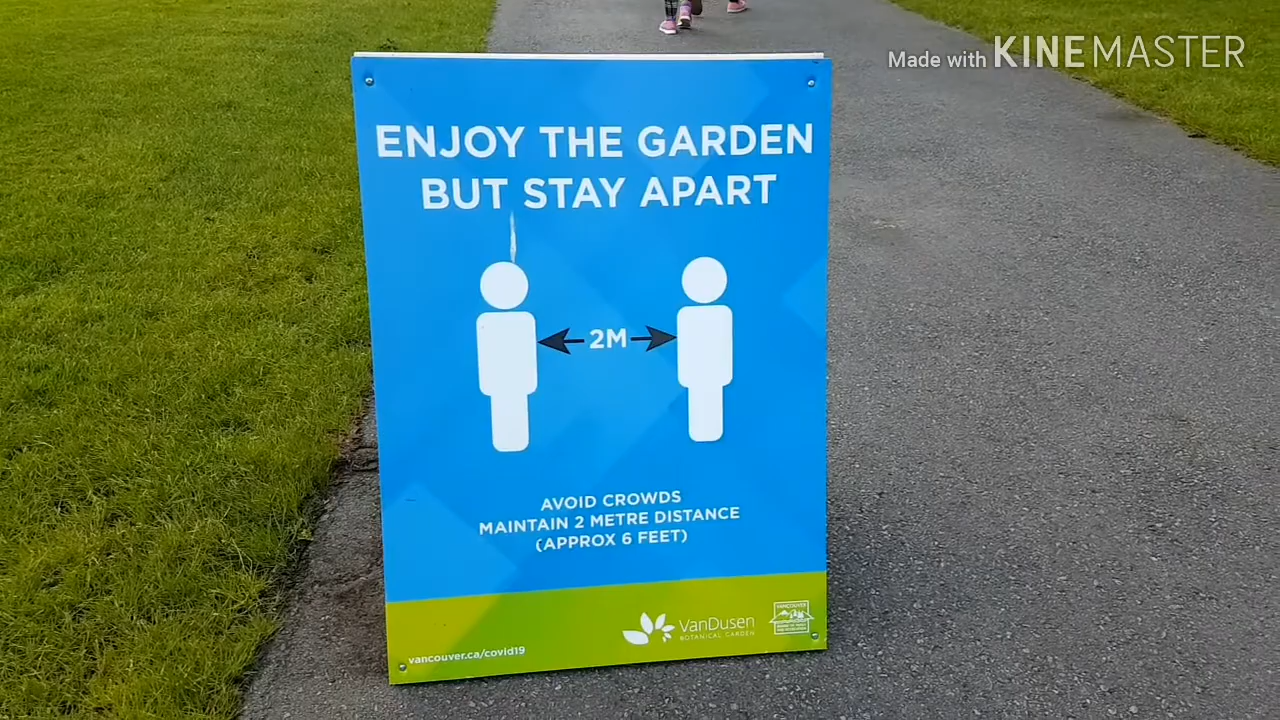 Made with KINEMASTER
ENJOY THE GARDEN
BUT STAY APART
2M
AVOID CROWDS
MAINTAIN 2 METRE DISTANCE
(APPROX 6 FEET)
vancouver.ca/covid19
VanDusen
BOTANICAL GARDEN
VANCOUVER